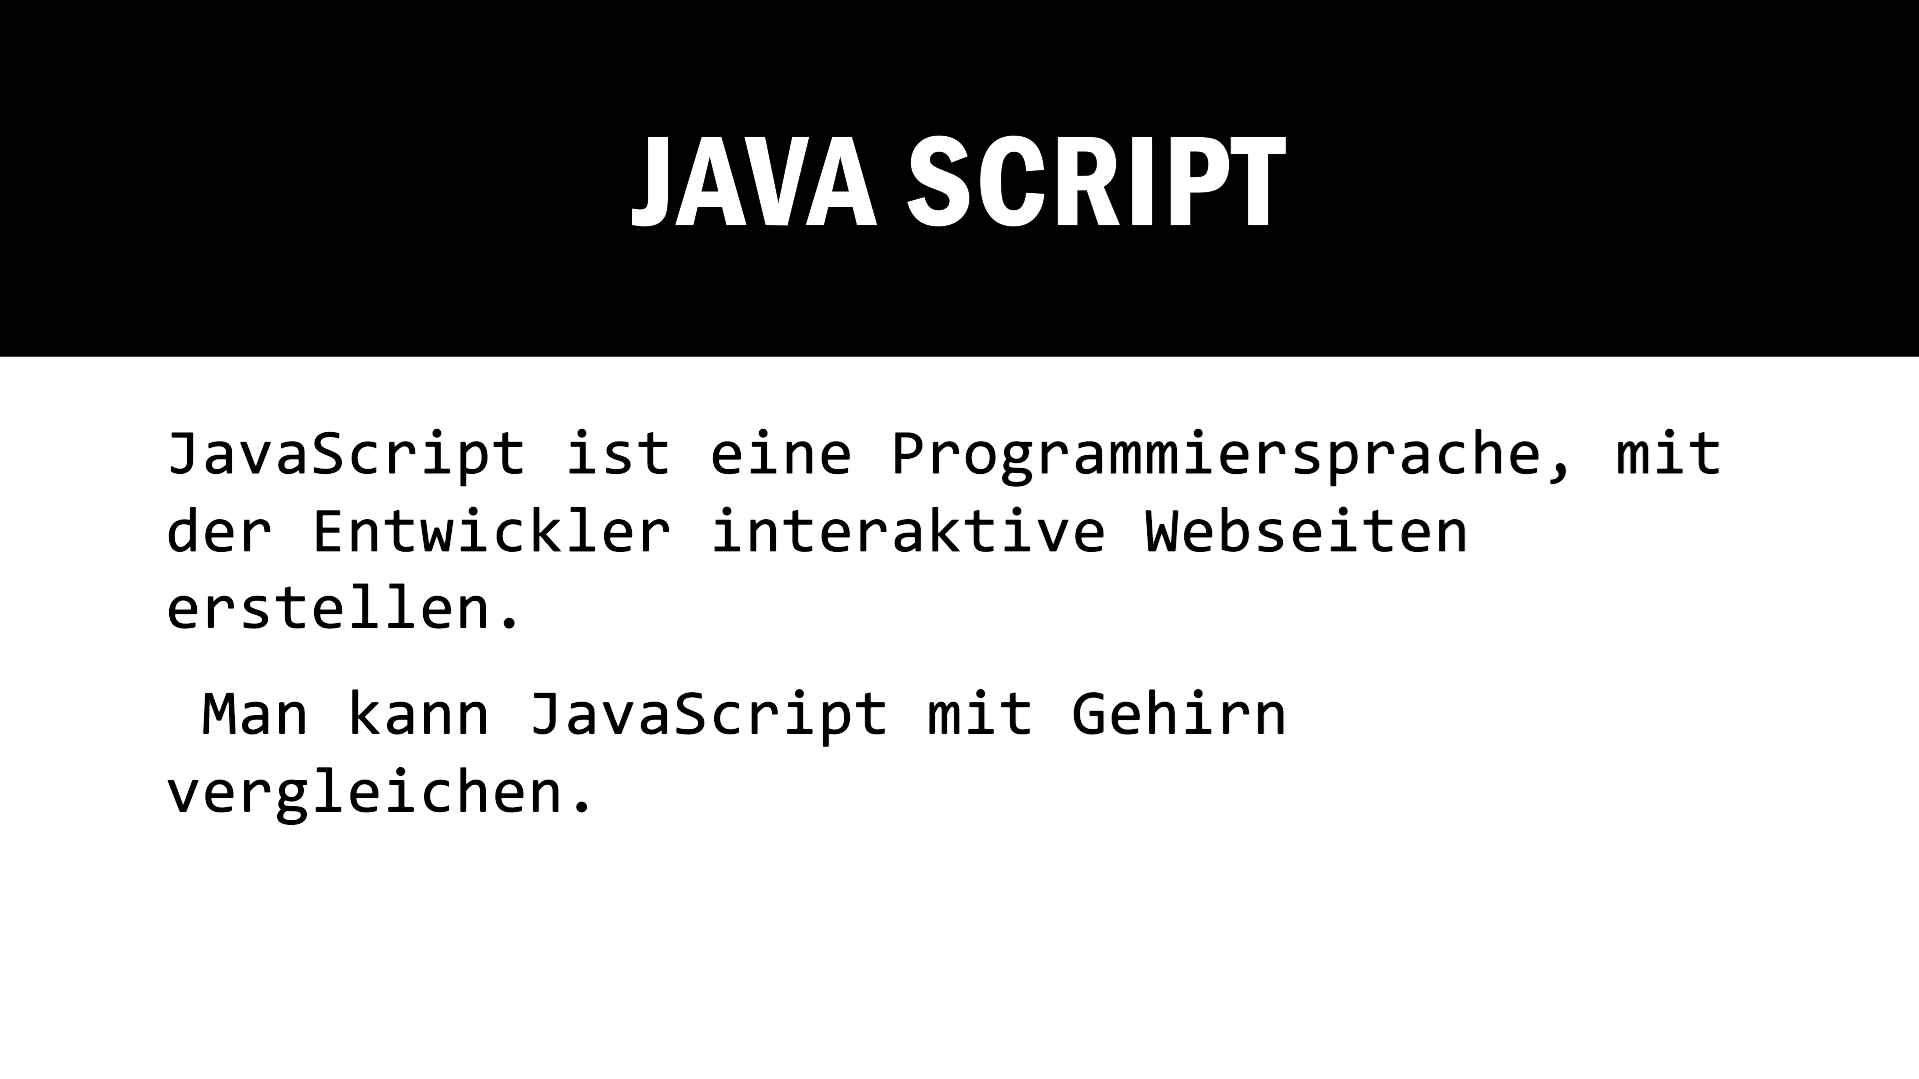 JAVA SCRIPT
JavaScript ist eine Programmiersprache, mit
der Entwickler interaktive Webseiten
erstellen.
Man kann JavaScript mit Gehirn
vergleichen.